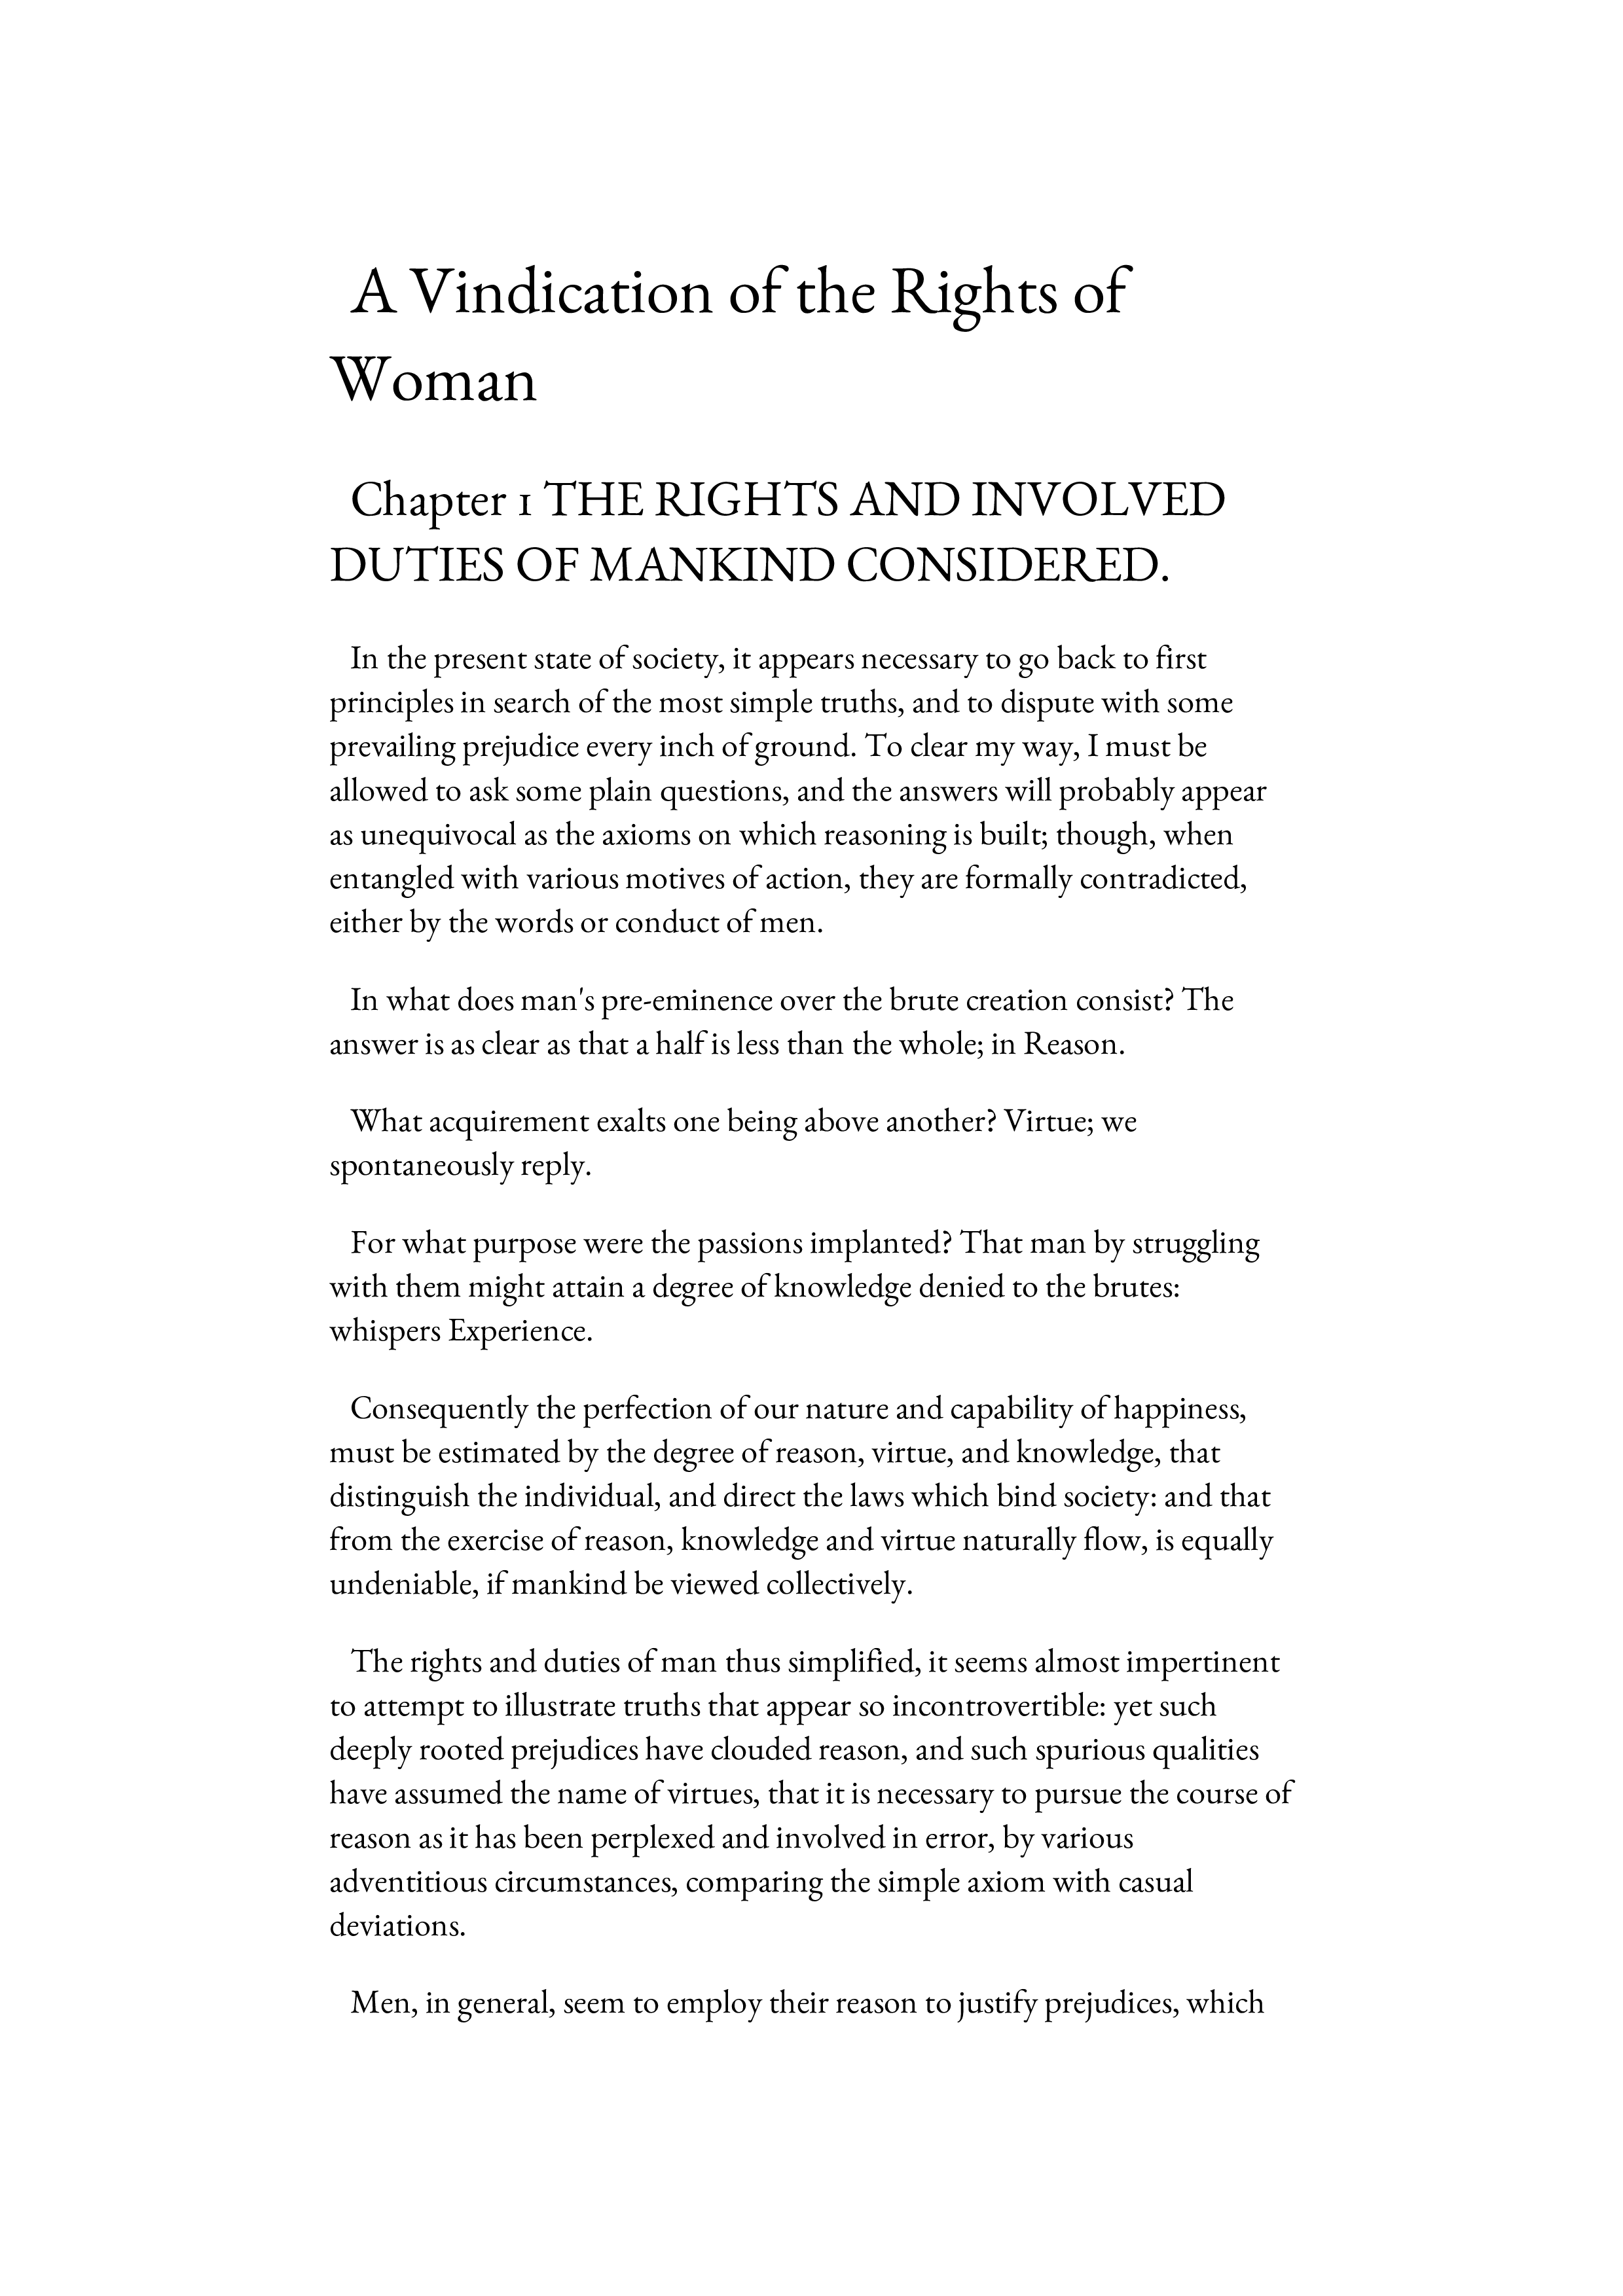 A Vindication of the Rights of
Woman
Chapter 1 THE RIGHTS AND INVOLVED
DUTIES OF MANKIND CONSIDERED.
In the present state of society, it appears necessary to go back to first
principles in search of the most simple truths, and to dispute with some
prevailing prejudice every inch of ground. To clear my way, I must be
allowed to ask some plain questions, and the answers will probably appear
as unequivocal as the axioms on which reasoning is built; though, when
entangled with various motives of action, they are formally contradicted,
either by the words or conduct of men.
In what does man's pre-eminence over the brute creation consist? The
answer is as clear as that a half is less than the whole; in Reason.
What acquirement exalts one being above another? Virtue; we
spontaneously reply.
For what purpose were the passions implanted? That man by struggling
with them might attain a degree of knowledge denied to the brutes:
whispers Experience.
Consequently the perfection of our nature and capability of happiness,
must be estimated by the degree of reason, virtue, and knowledge, that
distinguish the individual, and direct the laws which bind society: and that
from the exercise of reason, knowledge and virtue naturally flow, is equally
undeniable, if mankind be viewed collectively.
The rights and duties of man thus simplified, it seems almost impertinent
to attempt to illustrate truths that appear so incontrovertible: yet such
deeply rooted prejudices have clouded reason, and such spurious qualities
have assumed the name of virtues, that it is necessary to pursue the course of
reason as it has been perplexed and involved in error, by various
adventitious circumstances, comparing the simple axiom with casual
deviations.
Men, in general, seem to employ their reason to justify prejudices, which